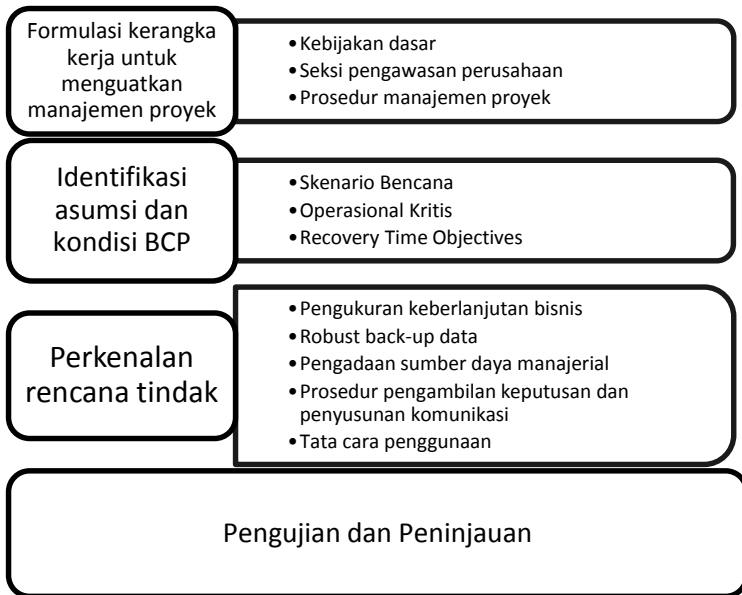 Formulasi kerangka
kerja untuk
menguatkan
manajemen proyek
•Kebijakan dasar
•Seksi pengawasan perusahaan
•Prosedur manajemen proyek
Identifikasi
asumsi dan
kondisi BCP
•Skenario Bencana
•Operasional Kritis
•Recovery Time Objectives
Perkenalan
rencana tindak
•Pengukuran keberlanjutan bisnis
•Robust back-up data
•Pengadaan sumber daya manajerial
•Prosedur pengambilan keputusan dan
penyusunan komunikasi
•Tata cara penggunaan
Pengujian dan Peninjauan